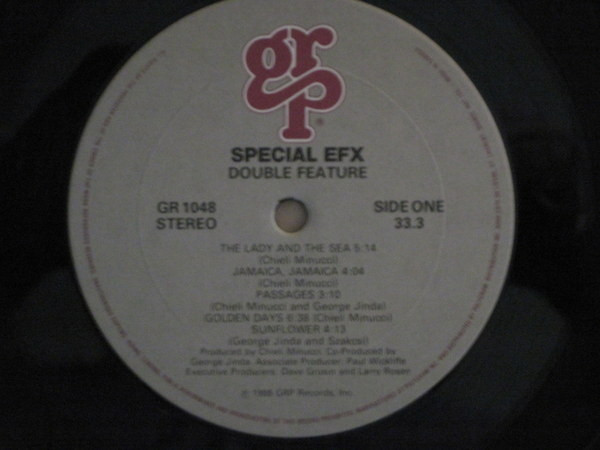 grp
®
SPECIAL EFX
DOUBLE FEATURE
GR 1048 SIDE ONE
STEREO 33.3
THE LADY AND THE SEA 5:14
(Chieli Minucci)
JAMAICA, JAMAICA 4:04
(Chieli Minucci)
PASSAGES 3:10
(Chieli Minucci and George Jinda)
GOLDEN DAYS 6:38 (Chieli Minucci)
SUNFLOWER 4:13
(George Jinda and Szakcsi)
Produced by Chieli Minucci. Co-Produced by
George Jinda. Associate Producer: Paul Wickliffe
Executive Producers: Dave Grusin and Larry Rosen
1988 GRP Records, Inc.